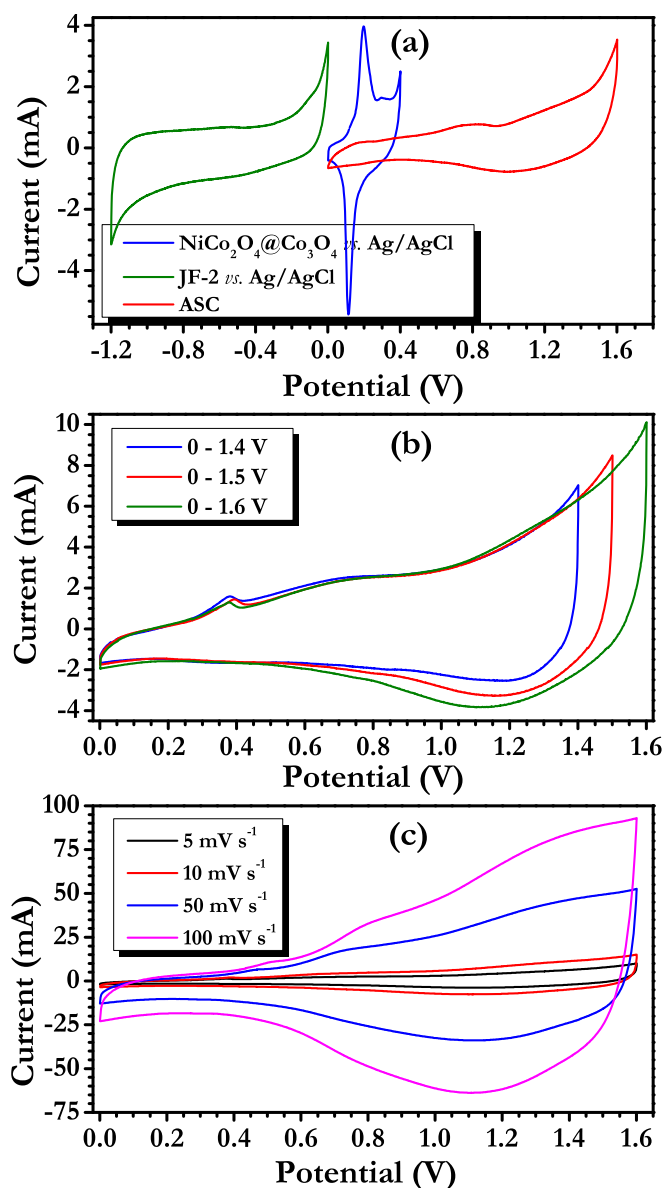 (a)
4
2
0
-2
-4
Current (mA)
NiCo₂O₄@Co₃O₄ vs. Ag/AgCl
JF-2 vs. Ag/AgCl
ASC
-1.2 -0.8 -0.4 0.0 0.4 0.8 1.2 1.6
Potential (V)
(b)
10
8
6
4
2
0
-2
-4
Current (mA)
0 - 1.4 V
0 - 1.5 V
0 - 1.6 V
0.0 0.2 0.4 0.6 0.8 1.0 1.2 1.4 1.6
Potential (V)
(c)
100
75
50
25
0
-25
-50
-75
Current (mA)
5 mV s⁻¹
10 mV s⁻¹
50 mV s⁻¹
100 mV s⁻¹
0.0 0.2 0.4 0.6 0.8 1.0 1.2 1.4 1.6
Potential (V)